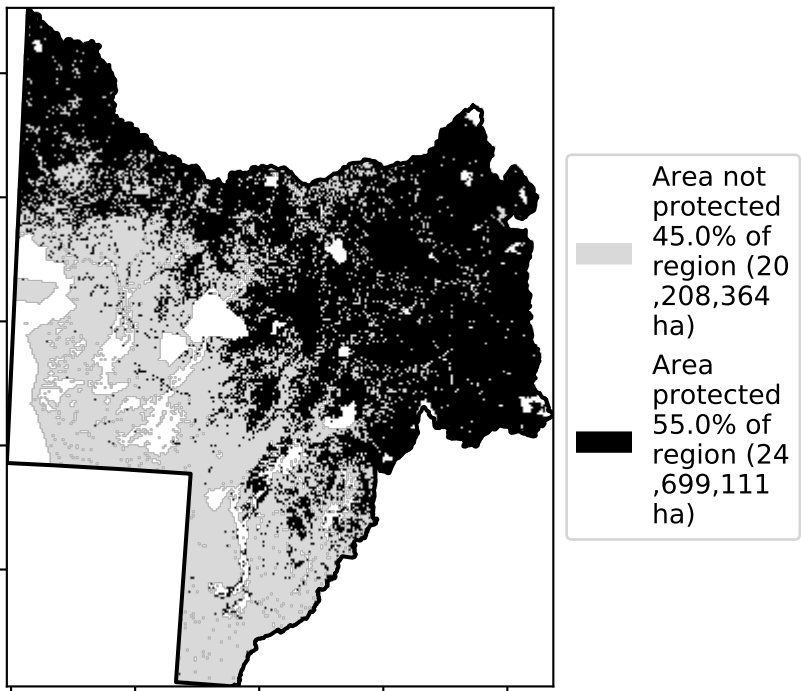 Area not
protected
45.0% of
region (20
,208,364
ha)
Area
protected
55.0% of
region (24
,699,111
ha)